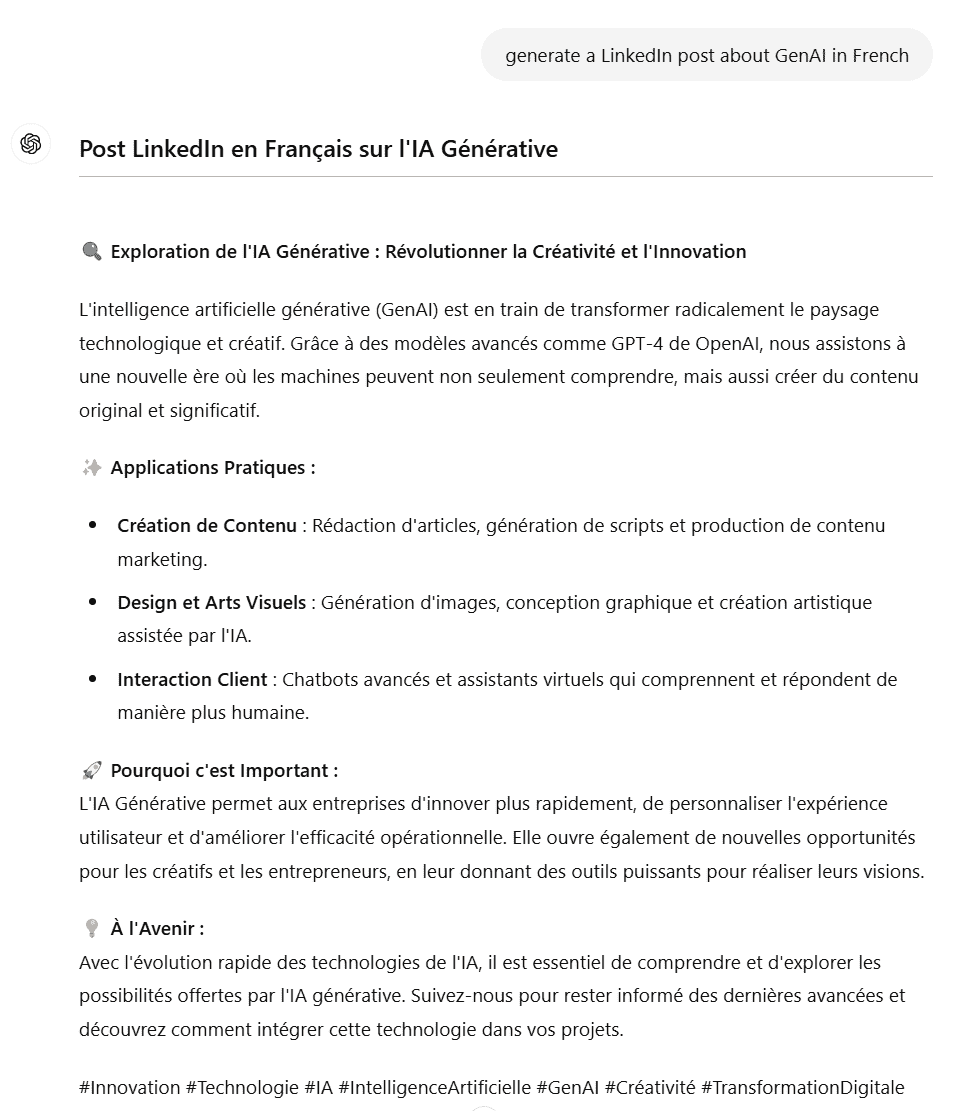 generate a LinkedIn post about GenAI in French
Post LinkedIn en Français sur l'IA Générative
🔍 Exploration de l'IA Générative : Révolutionner la Créativité et l'Innovation
L'intelligence artificielle générative (GenAI) est en train de transformer radicalement le paysage
technologique et créatif. Grâce à des modèles avancés comme GPT-4 de OpenAI, nous assistons à
une nouvelle ère où les machines peuvent non seulement comprendre, mais aussi créer du contenu
original et significatif.
✨ Applications Pratiques :
• Création de Contenu : Rédaction d'articles, génération de scripts et production de contenu
marketing.
• Design et Arts Visuels : Génération d'images, conception graphique et création artistique
assistée par l'IA.
• Interaction Client : Chatbots avancés et assistants virtuels qui comprennent et répondent de
manière plus humaine.
🚀 Pourquoi c'est Important :
L'IA Générative permet aux entreprises d'innover plus rapidement, de personnaliser l'expérience
utilisateur et d'améliorer l'efficacité opérationnelle. Elle ouvre également de nouvelles opportunités
pour les créatifs et les entrepreneurs, en leur donnant des outils puissants pour réaliser leurs visions.
💡 À l'Avenir :
Avec l'évolution rapide des technologies de l'IA, il est essentiel de comprendre et d'explorer les
possibilités offertes par l'IA générative. Suivez-nous pour rester informé des dernières avancées et
découvrez comment intégrer cette technologie dans vos projets.
#Innovation #Technologie #IA #IntelligenceArtificielle #GenAI #Créativité #TransformationDigitale